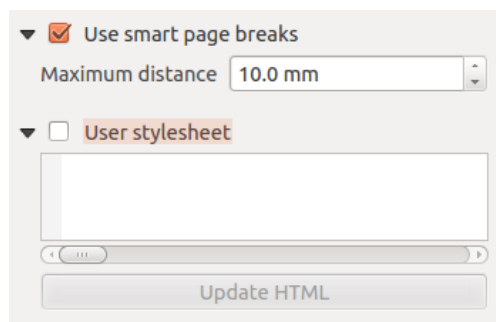 Use smart page breaks
Maximum distance 10.0 mm
User stylesheet
Update HTML